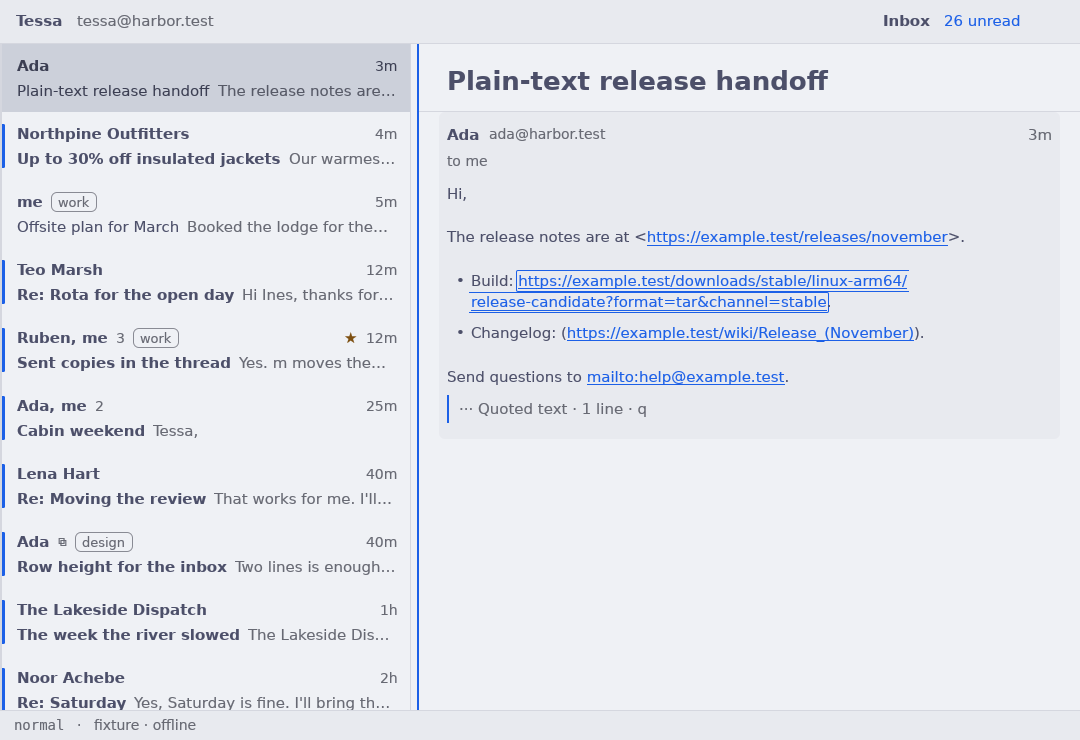 Tessa tessa@harbor.test Inbox 26 unread
Ada 3m
Plain-text release handoff The release notes are…
Northpine Outfitters 4m
Up to 30% off insulated jackets Our warmes…
me work 5m
Offsite plan for March Booked the lodge for the…
Teo Marsh 12m
Re: Rota for the open day Hi Ines, thanks for…
Ruben, me 3 work ★ 12m
Sent copies in the thread Yes. m moves the…
Ada, me 2 25m
Cabin weekend Tessa,
Lena Hart 40m
Re: Moving the review That works for me. I'll…
Ada ⧉ design 40m
Row height for the inbox Two lines is enough…
The Lakeside Dispatch 1h
The week the river slowed The Lakeside Dis…
Noor Achebe 2h
Re: Saturday Yes, Saturday is fine. I'll bring th…
Plain-text release handoff
Ada ada@harbor.test 3m
to me
Hi,
The release notes are at <https://example.test/releases/november>.
• Build: https://example.test/downloads/stable/linux-arm64/
release-candidate?format=tar&channel=stable.
• Changelog: (https://example.test/wiki/Release_(November)).
Send questions to mailto:help@example.test.
··· Quoted text · 1 line · q
normal · fixture · offline